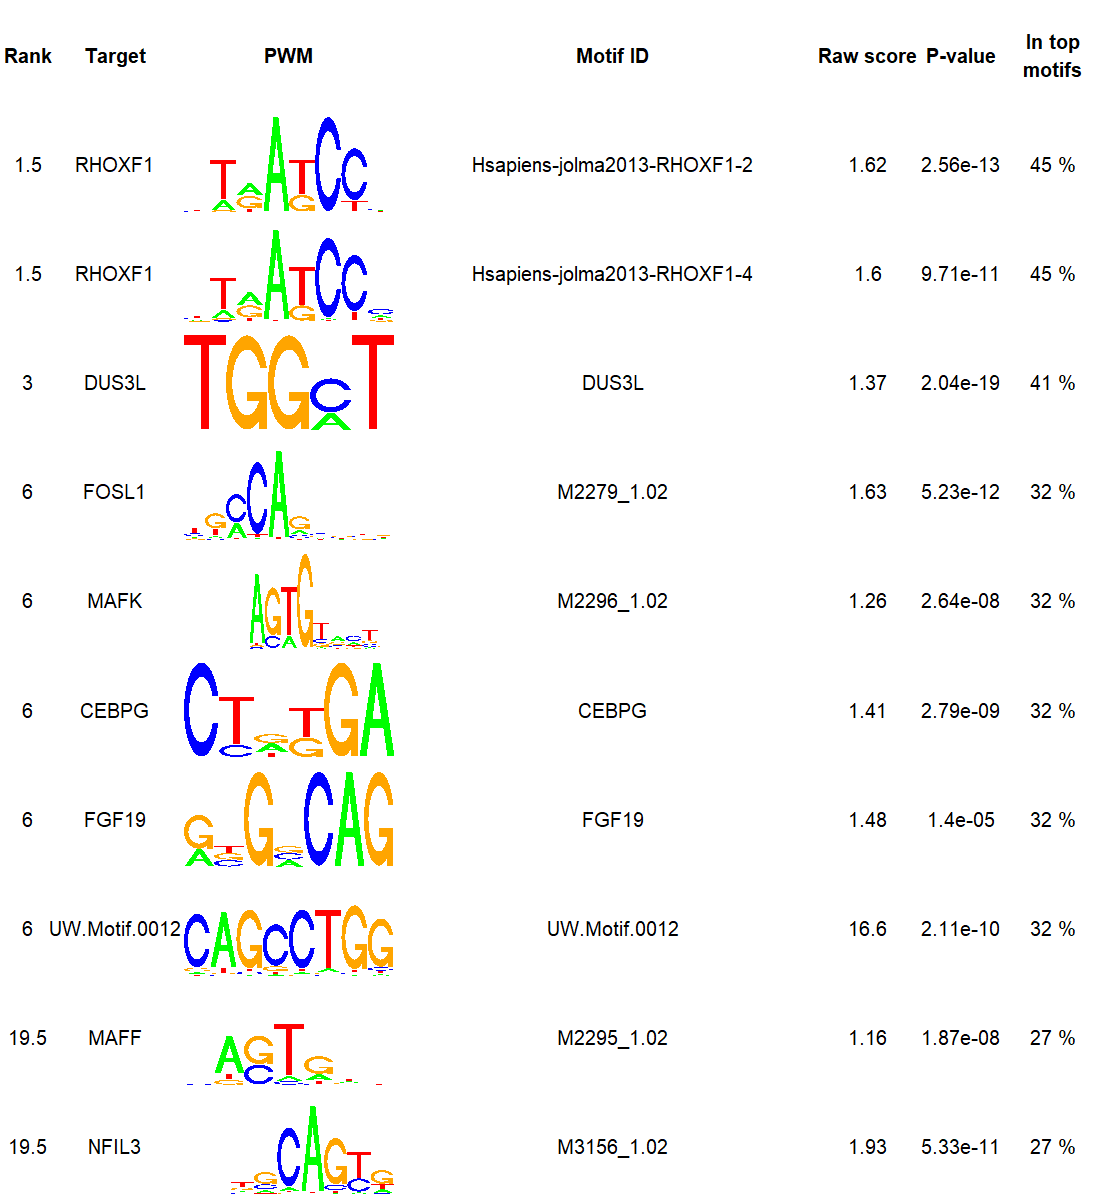 Rank Target PWM Motif ID Raw score P-value In top motifs
1.5 RHOXF1 Hsapiens-jolma2013-RHOXF1-2 1.62 2.56e-13 45 %
1.5 RHOXF1 Hsapiens-jolma2013-RHOXF1-4 1.6 9.71e-11 45 %
3 DUS3L DUS3L 1.37 2.04e-19 41 %
6 FOSL1 M2279_1.02 1.63 5.23e-12 32 %
6 MAFK M2296_1.02 1.26 2.64e-08 32 %
6 CEBPG CEBPG 1.41 2.79e-09 32 %
6 FGF19 FGF19 1.48 1.4e-05 32 %
6 UW.Motif.0012 UW.Motif.0012 16.6 2.11e-10 32 %
19.5 MAFF M2295_1.02 1.16 1.87e-08 27 %
19.5 NFIL3 M3156_1.02 1.93 5.33e-11 27 %